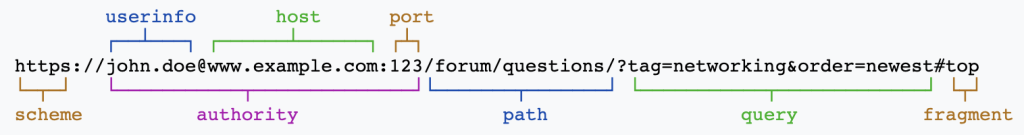 userinfo host port
https://john.doe@www.example.com:123/forum/questions/?tag=networking&order=newest#top
scheme authority path query fragment